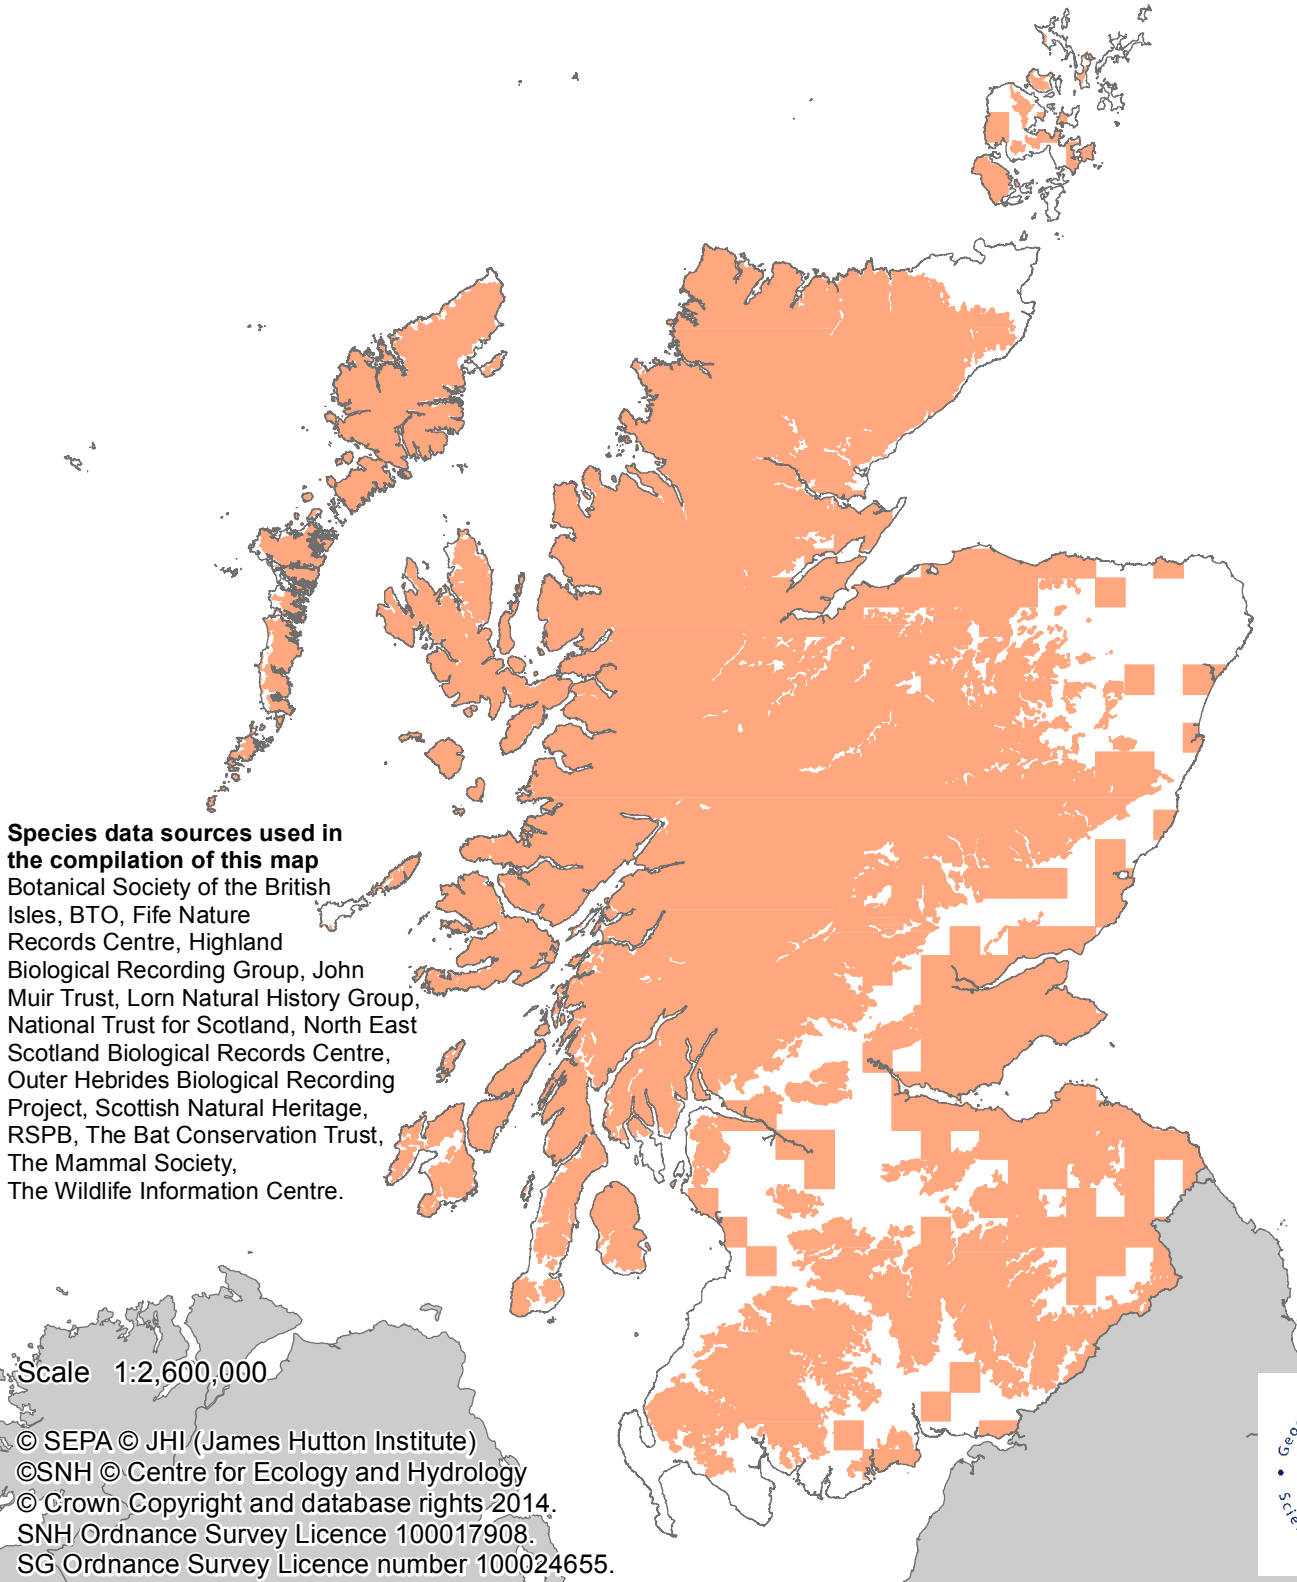 Species data sources used in
the compilation of this map
Botanical Society of the British
Isles, BTO, Fife Nature
Records Centre, Highland
Biological Recording Group, John
Muir Trust, Lorn Natural History Group,
National Trust for Scotland, North East
Scotland Biological Records Centre,
Outer Hebrides Biological Recording
Project, Scottish Natural Heritage,
RSPB, The Bat Conservation Trust,
The Mammal Society,
The Wildlife Information Centre.
Scale 1:2,600,000
© SEPA © JHI (James Hutton Institute)
©SNH © Centre for Ecology and Hydrology
© Crown Copyright and database rights 2014.
SNH Ordnance Survey Licence 100017908.
SG Ordnance Survey Licence number 100024655.